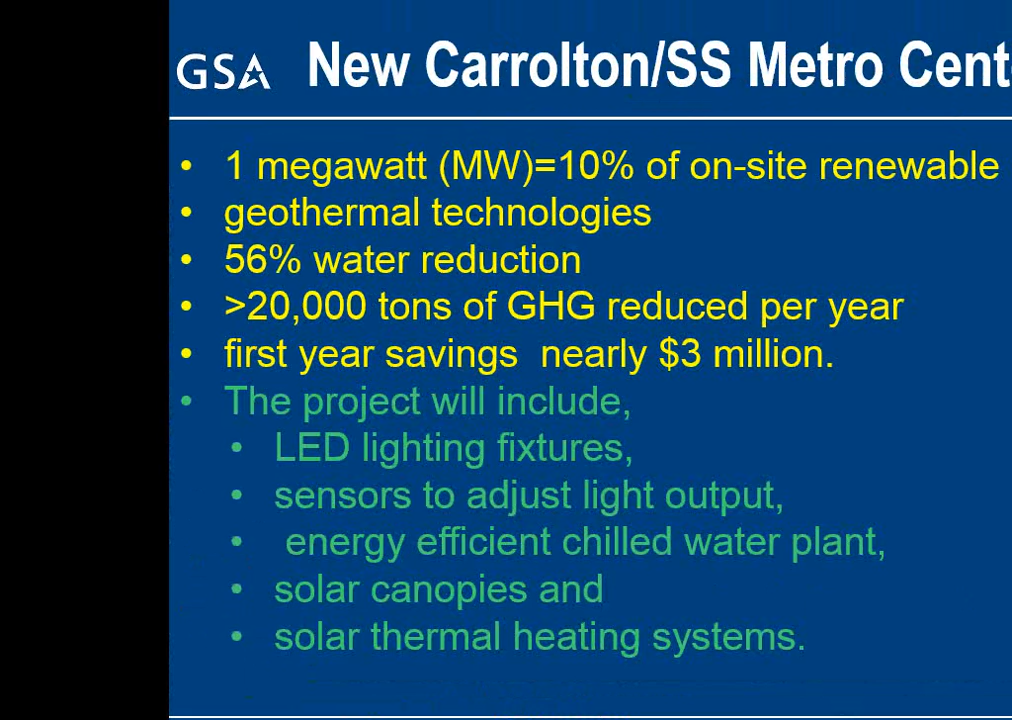 GSA New Carrolton/SS Metro
• 1 megawatt (MW)=10% of on-site renewable
• geothermal technologies
• 56% water reduction
• >20,000 tons of GHG reduced per year
• first year savings nearly $3 million.
• The project will include,
• LED lighting fixtures,
• sensors to adjust light output,
• energy efficient chilled water plant,
• solar canopies and
• solar thermal heating systems.